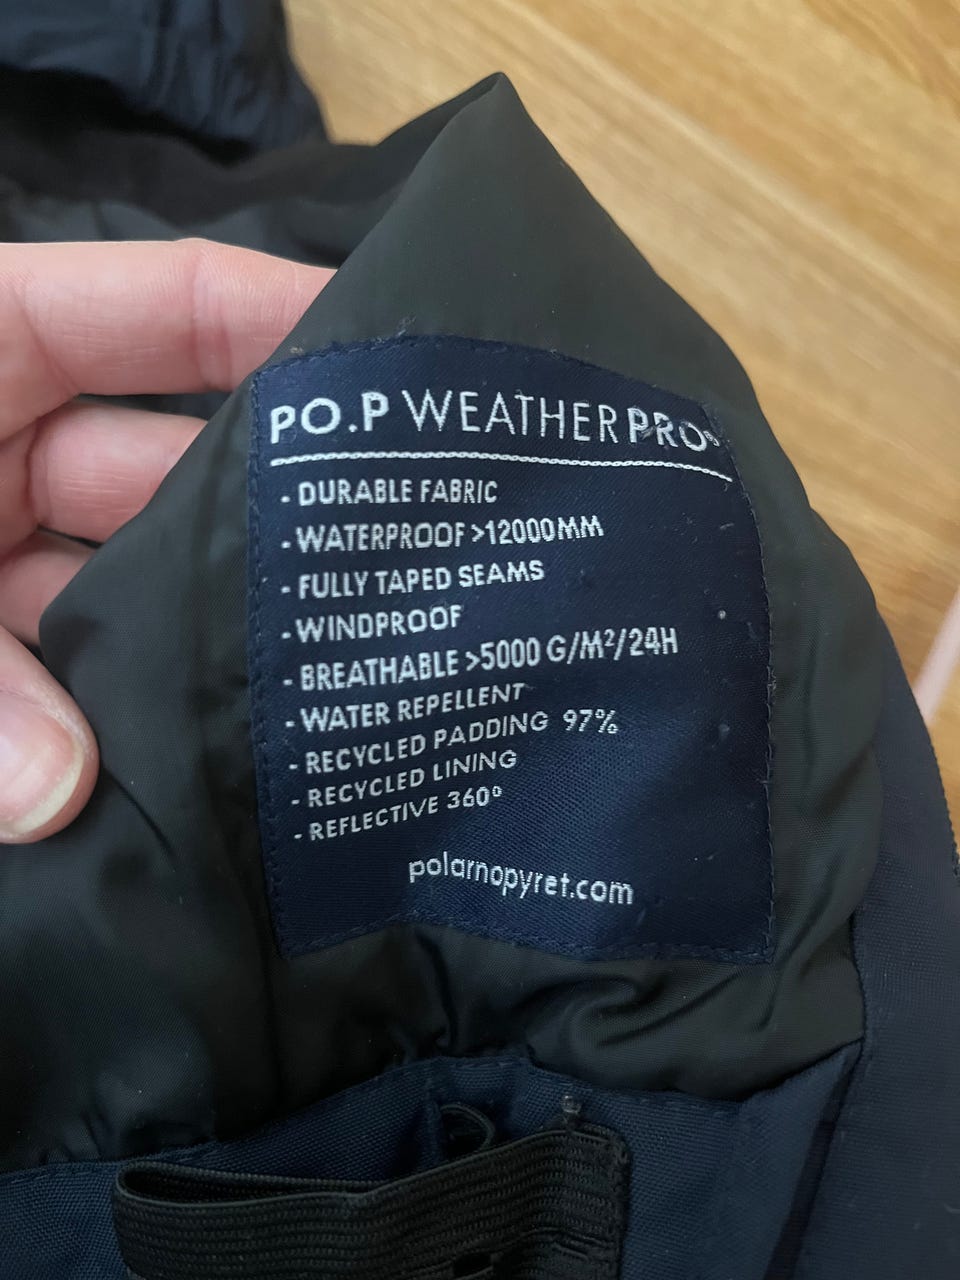 PO.P WEATHERPRO®
- DURABLE FABRIC
- WATERPROOF >12000MM
- FULLY TAPED SEAMS
- WINDPROOF
- BREATHABLE >5000 G/M²/24H
- WATER REPELLENT
- RECYCLED PADDING 97%
- RECYCLED LINING
- REFLECTIVE 360°
polarnopyret.com